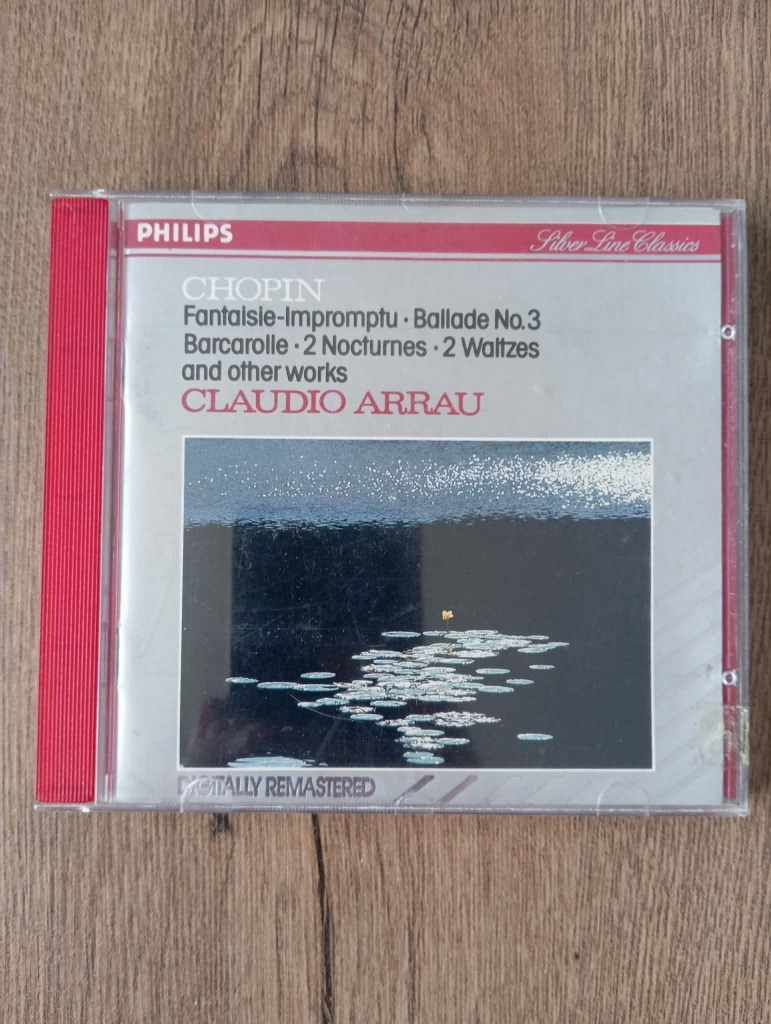 PHILIPS
Silver Line Classics
CHOPIN
Fantaisie-Impromptu · Ballade No. 3
Barcarolle · 2 Nocturnes · 2 Waltzes
and other works
CLAUDIO ARRAU
DIGITALLY REMASTERED